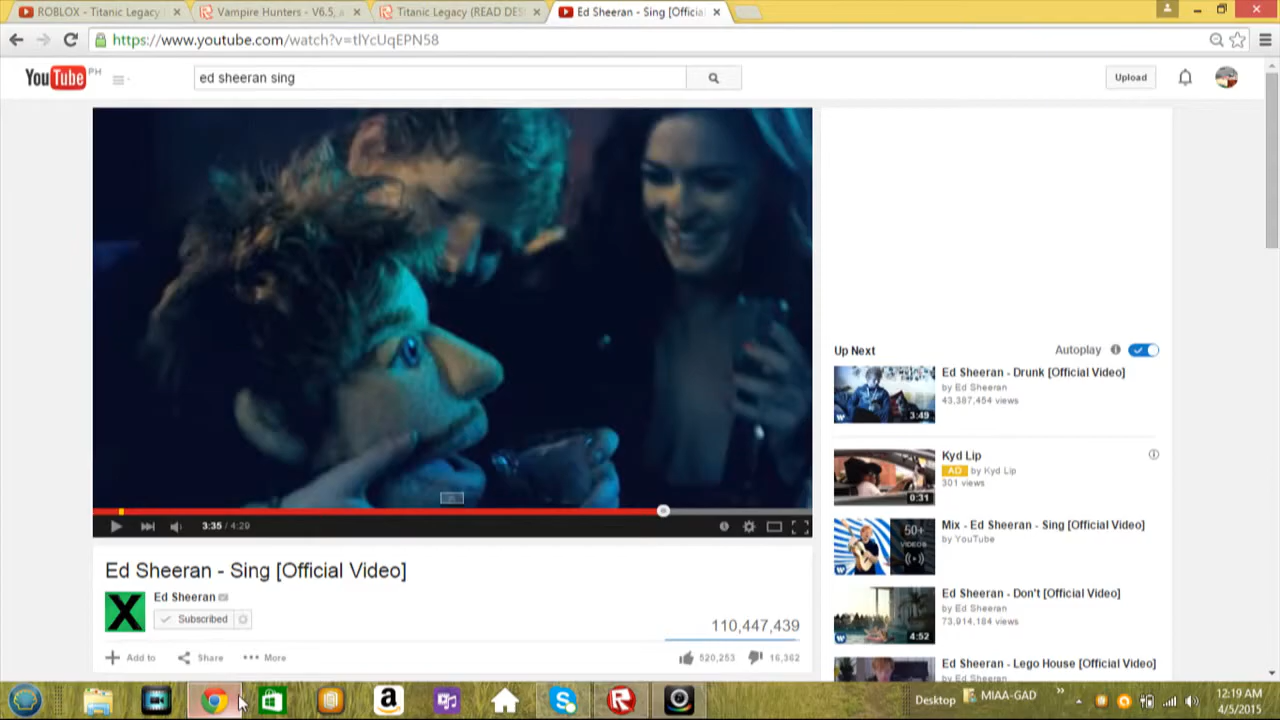 ROBLOX - Titanic Legacy
Vampire Hunters - V6.5, a
Titanic Legacy (READ DES
Ed Sheeran - Sing [Officia
https://www.youtube.com/watch?v=tlYcUqEPN58
YouTube PH
ed sheeran sing
Upload
Up Next
Autoplay
Ed Sheeran - Drunk [Official Video]
by Ed Sheeran
43,387,454 views
3:49
Kyd Lip
AD by Kyd Lip
301 views
0:31
Mix - Ed Sheeran - Sing [Official Video]
by YouTube
50+
VIDEOS
Ed Sheeran - Don't [Official Video]
by Ed Sheeran
73,914,184 views
4:52
Ed Sheeran - Lego House [Official Video]
by Ed Sheeran
3:35 / 4:29
Ed Sheeran - Sing [Official Video]
X
Ed Sheeran
Subscribed
110,447,439
Add to
Share
More
520,253
16,362
Desktop
MIAA-GAD
12:19 AM
4/5/2015